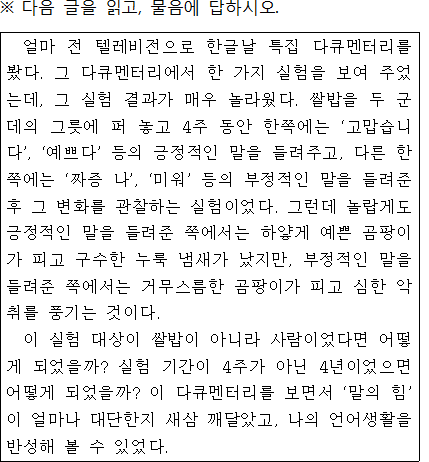 ※ 다음 글을 읽고, 물음에 답하시오.
얼마 전 텔레비전으로 한글날 특집 다큐멘터리를
봤다. 그 다큐멘터리에서 한 가지 실험을 보여 주었
는데, 그 실험 결과가 매우 놀라웠다. 쌀밥을 두 군
데의 그릇에 퍼 놓고 4주 동안 한쪽에는 ‘고맙습니
다’, ‘예쁘다’ 등의 긍정적인 말을 들려주고, 다른 한
쪽에는 ‘짜증 나’, ‘미워’ 등의 부정적인 말을 들려준
후 그 변화를 관찰하는 실험이었다. 그런데 놀랍게도
긍정적인 말을 들려준 쪽에서는 하얗게 예쁜 곰팡이
가 피고 구수한 누룩 냄새가 났지만, 부정적인 말을
들려준 쪽에서는 거무스름한 곰팡이가 피고 심한 악
취를 풍기는 것이다.
이 실험 대상이 쌀밥이 아니라 사람이었다면 어떻
게 되었을까? 실험 기간이 4주가 아닌 4년이었으면
어떻게 되었을까? 이 다큐멘터리를 보면서 ‘말의 힘’
이 얼마나 대단한지 새삼 깨달았고, 나의 언어생활을
반성해 볼 수 있었다.